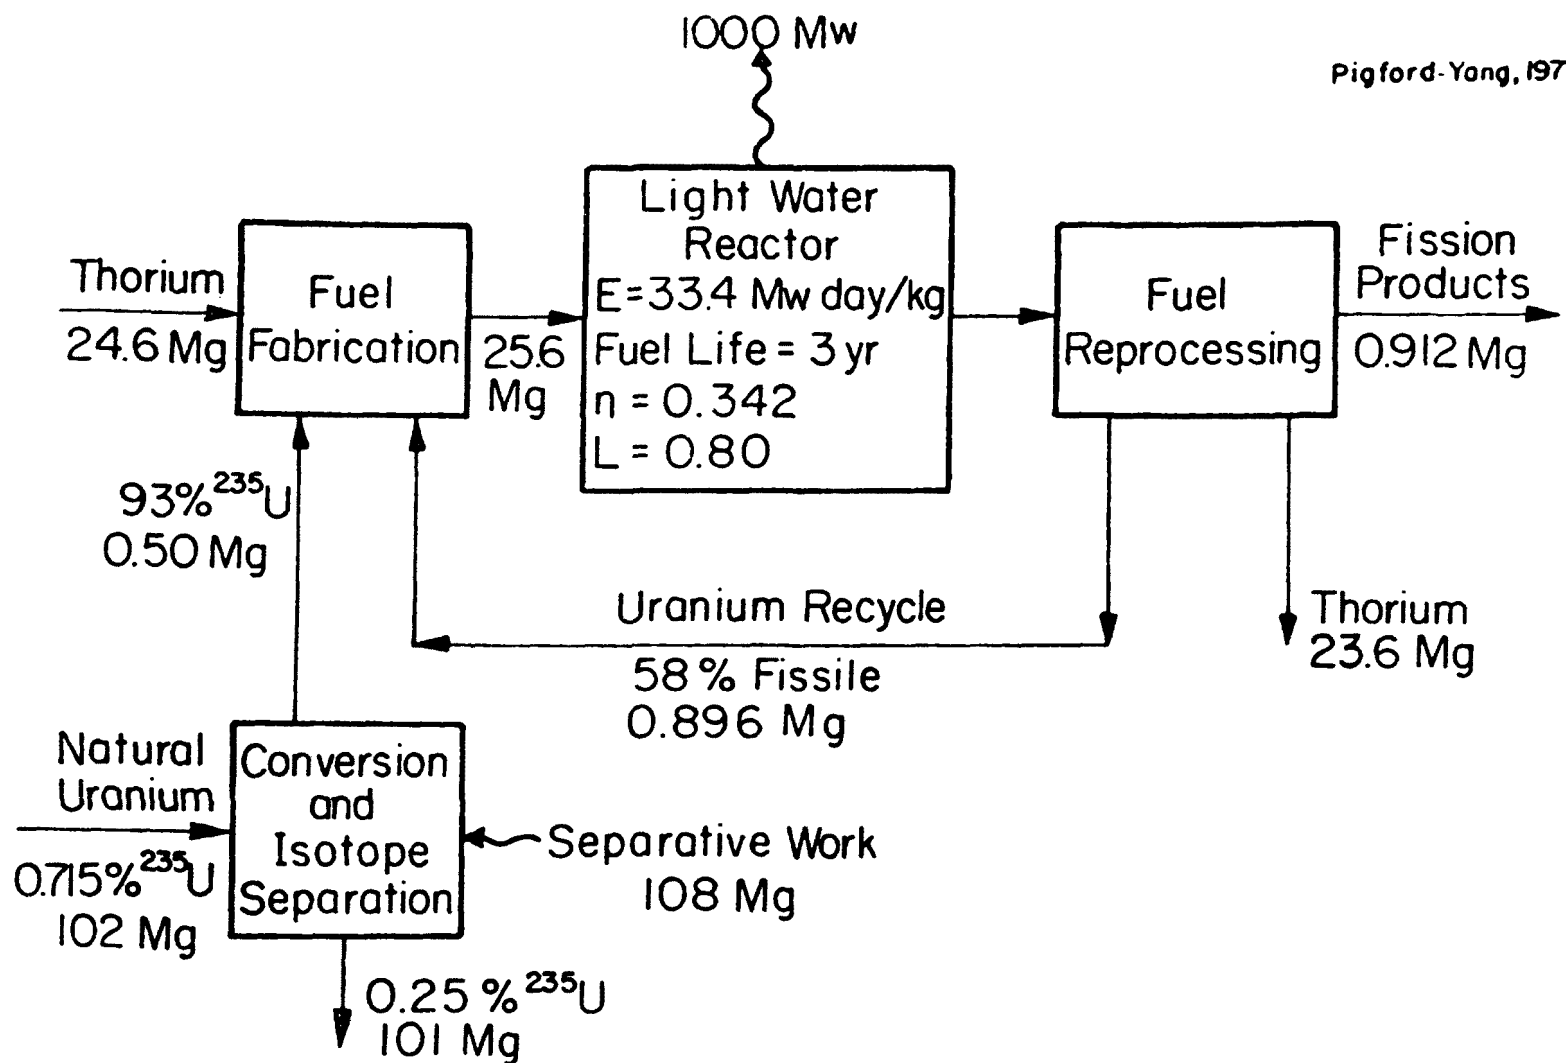 1000 Mw
Pigford-Yang, 197
Light Water
Reactor
E=33.4 Mw day/kg
Fuel Life = 3 yr
n = 0.342
L = 0.80
Thorium
24.6 Mg
Fuel
Fabrication
25.6
Mg
Fuel
Reprocessing
Fission
Products
0.912 Mg
93% ²³⁵U
0.50 Mg
Uranium Recycle
58% Fissile
0.896 Mg
Thorium
23.6 Mg
Natural
Uranium
0.715% ²³⁵U
102 Mg
Conversion
and
Isotope
Separation
Separative Work
108 Mg
0.25% ²³⁵U
101 Mg